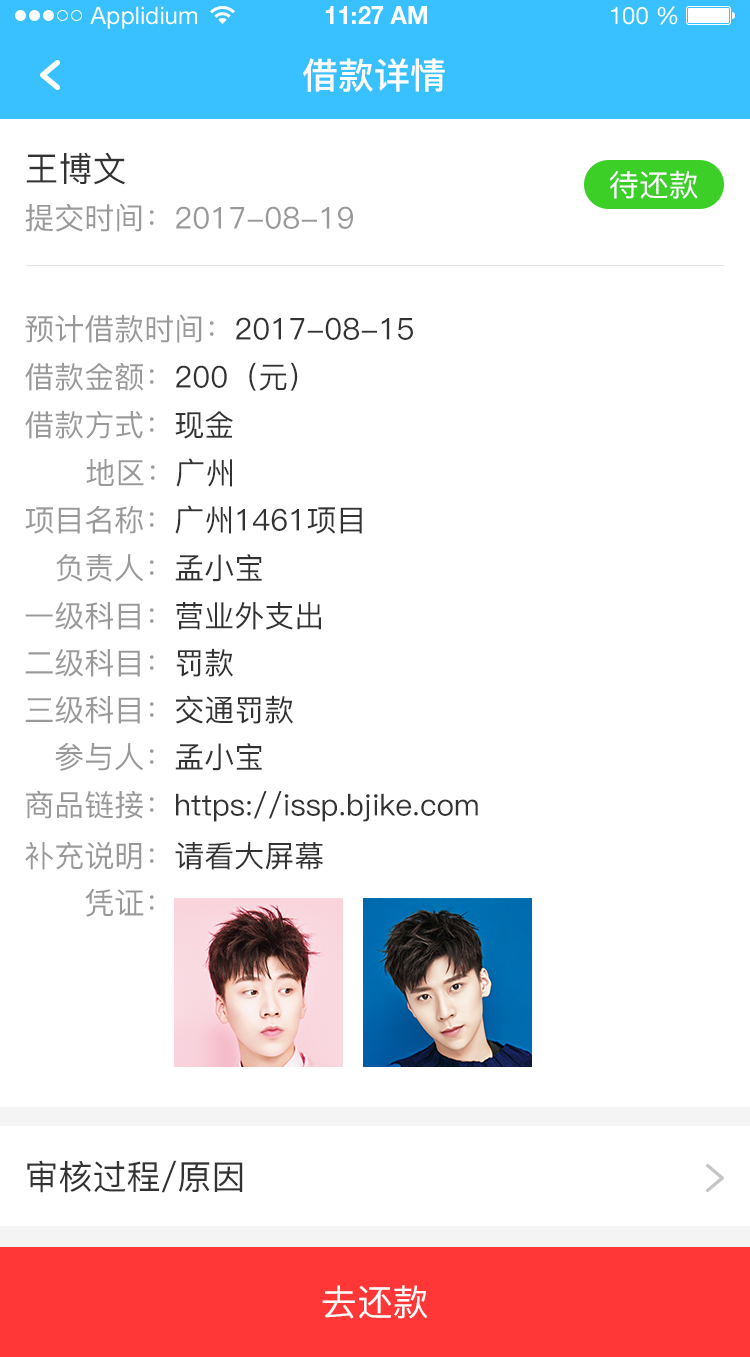 Applidium 11:27 AM 100 %
借款详情
王博文
待还款
提交时间：2017-08-19
预计借款时间：2017-08-15
借款金额：200（元）
借款方式：现金
地区：广州
项目名称：广州1461项目
负责人：孟小宝
一级科目：营业外支出
二级科目：罚款
三级科目：交通罚款
参与人：孟小宝
商品链接：https://issp.bjike.com
补充说明：请看大屏幕
凭证：
审核过程/原因
去还款